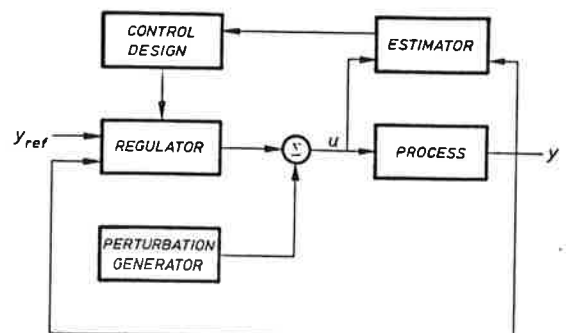 CONTROL
DESIGN
ESTIMATOR
y_ref
REGULATOR
Σ
u
PROCESS
y
PERTURBATION
GENERATOR